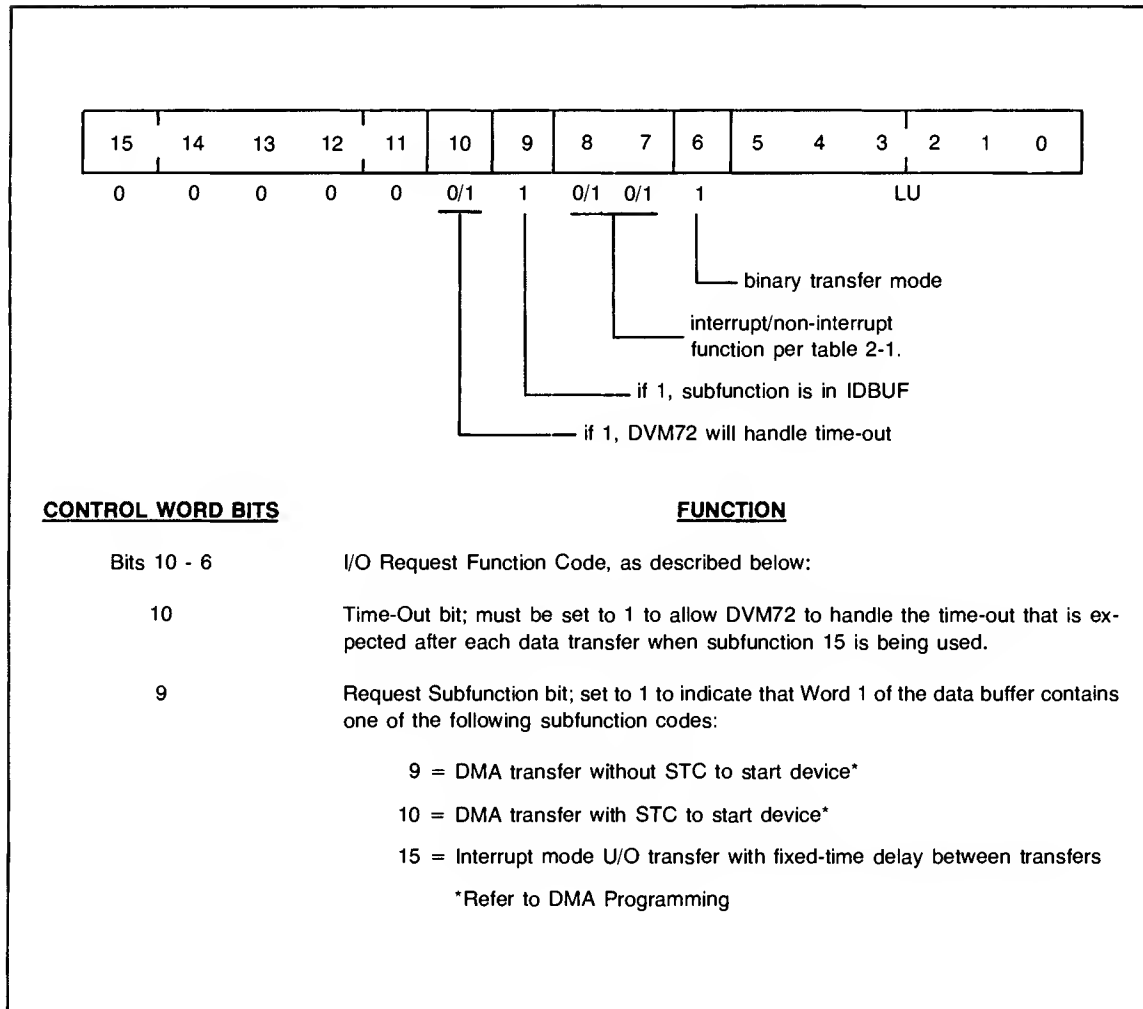 15 14 13 12 11 10 9 8 7 6 5 4 3 2 1 0
0 0 0 0 0 0/1 1 0/1 0/1 1 LU
binary transfer mode
interrupt/non-interrupt
function per table 2-1.
if 1, subfunction is in IDBUF
if 1, DVM72 will handle time-out
CONTROL WORD BITS FUNCTION
Bits 10 - 6 I/O Request Function Code, as described below:
10 Time-Out bit; must be set to 1 to allow DVM72 to handle the time-out that is ex-
pected after each data transfer when subfunction 15 is being used.
9 Request Subfunction bit; set to 1 to indicate that Word 1 of the data buffer contains
one of the following subfunction codes:
9 = DMA transfer without STC to start device*
10 = DMA transfer with STC to start device*
15 = Interrupt mode U/O transfer with fixed-time delay between transfers
*Refer to DMA Programming